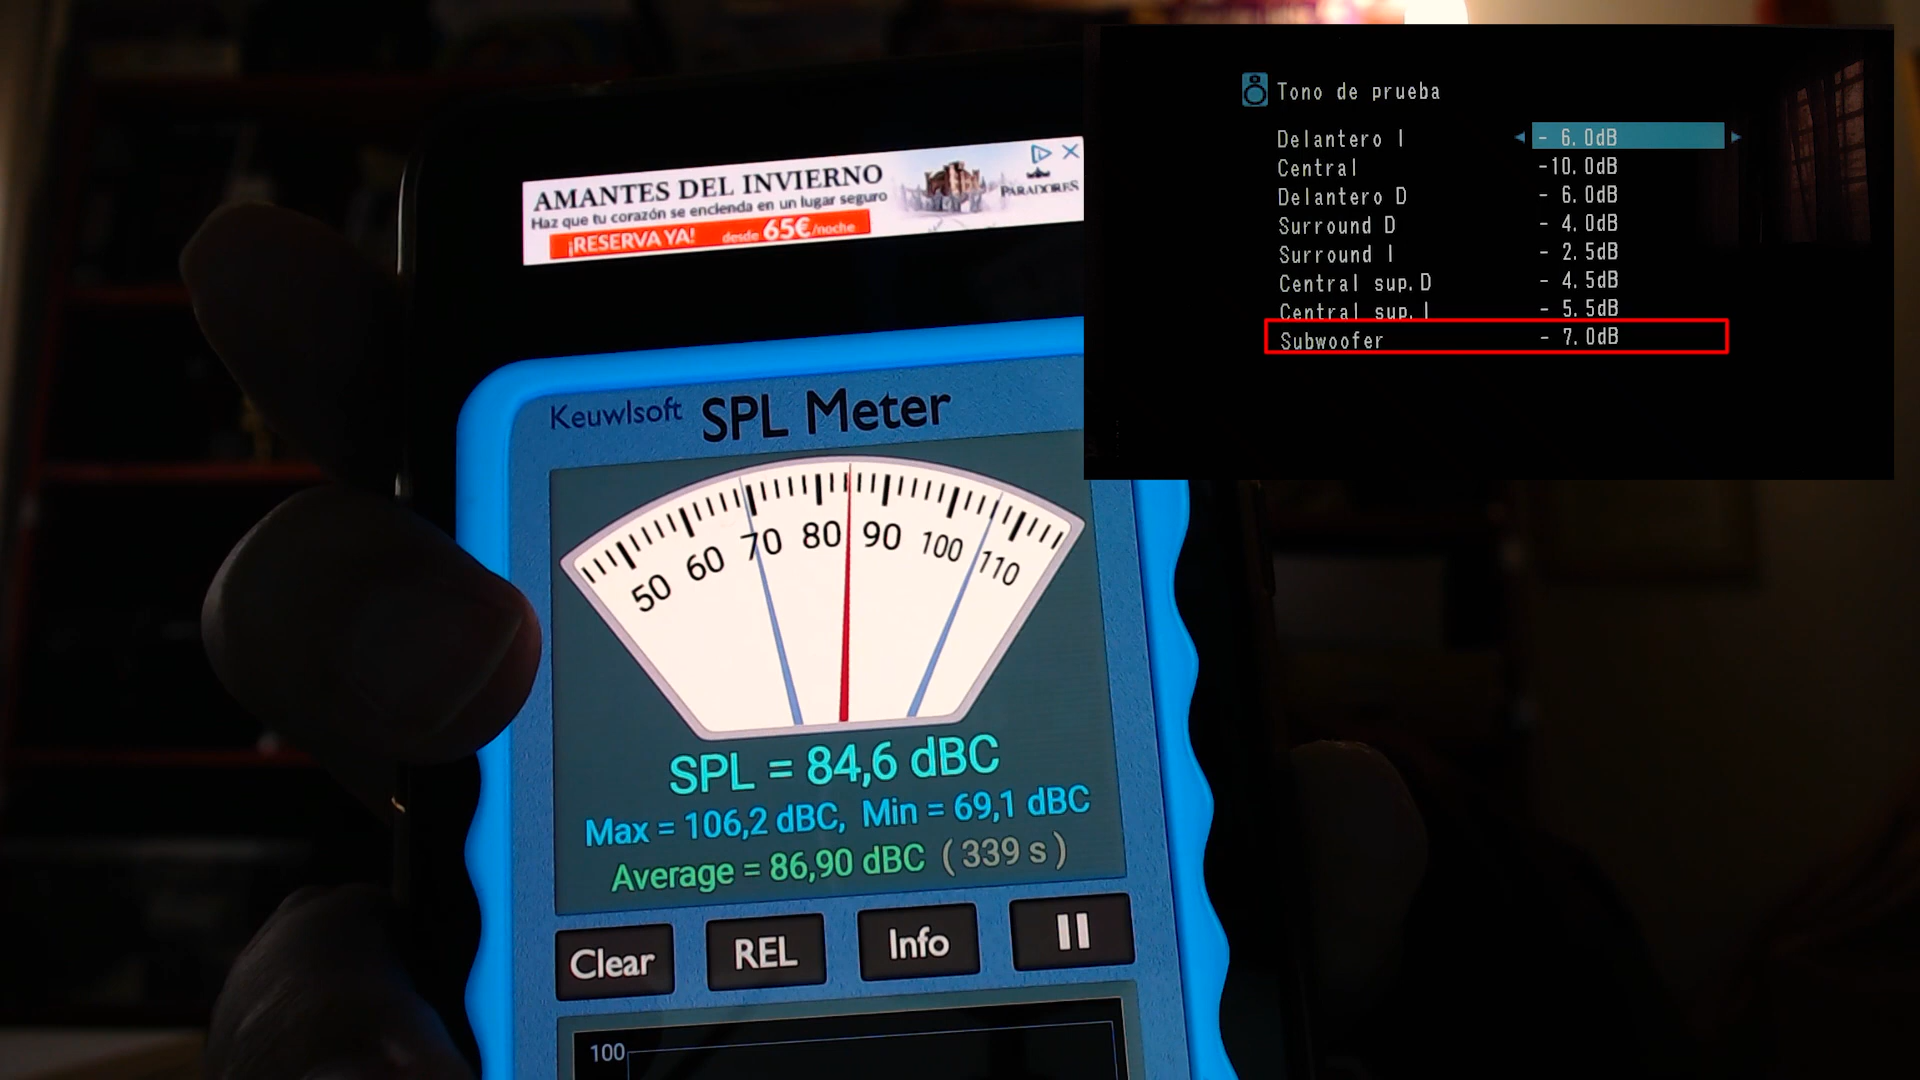 AMANTES DEL INVIERNO
Haz que tu corazón se encienda en un lugar seguro
¡RESERVA YA! desde 65€/noche
PARADORES
Tono de prueba
Delantero I - 6.0dB
Central -10.0dB
Delantero D - 6.0dB
Surround D - 4.0dB
Surround I - 2.5dB
Central sup.D - 4.5dB
Central sup.I - 5.5dB
Subwoofer - 7.0dB
Keuwlsoft SPL Meter
50 60 70 80 90 100 110
SPL = 84,6 dBC
Max = 106,2 dBC, Min = 69,1 dBC
Average = 86,90 dBC (339 s)
Clear REL Info
100